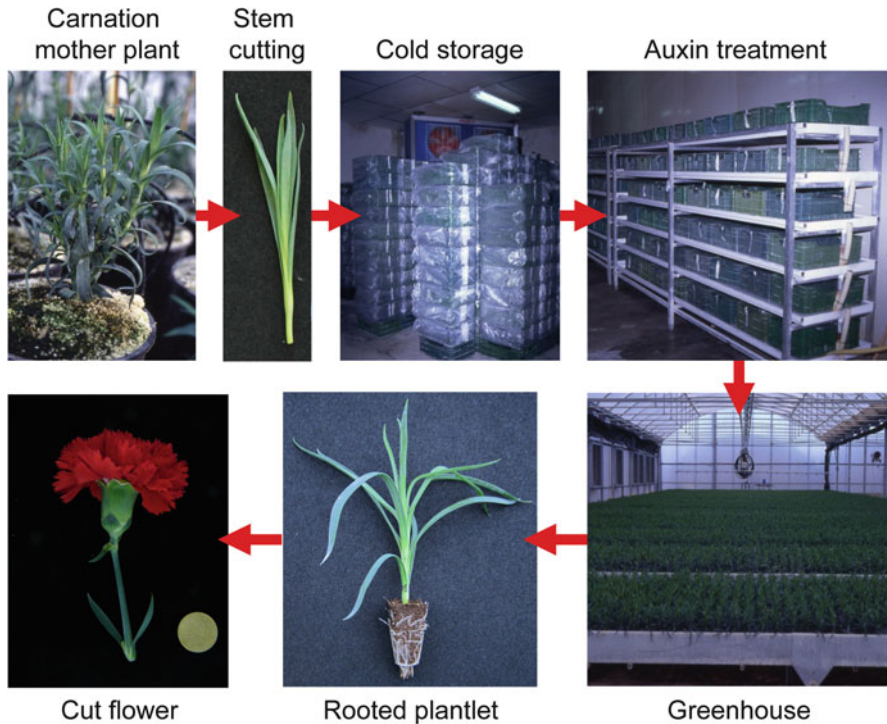 Carnation
mother plant
Stem
cutting
Cold storage
Auxin treatment
Cut flower
Rooted plantlet
Greenhouse